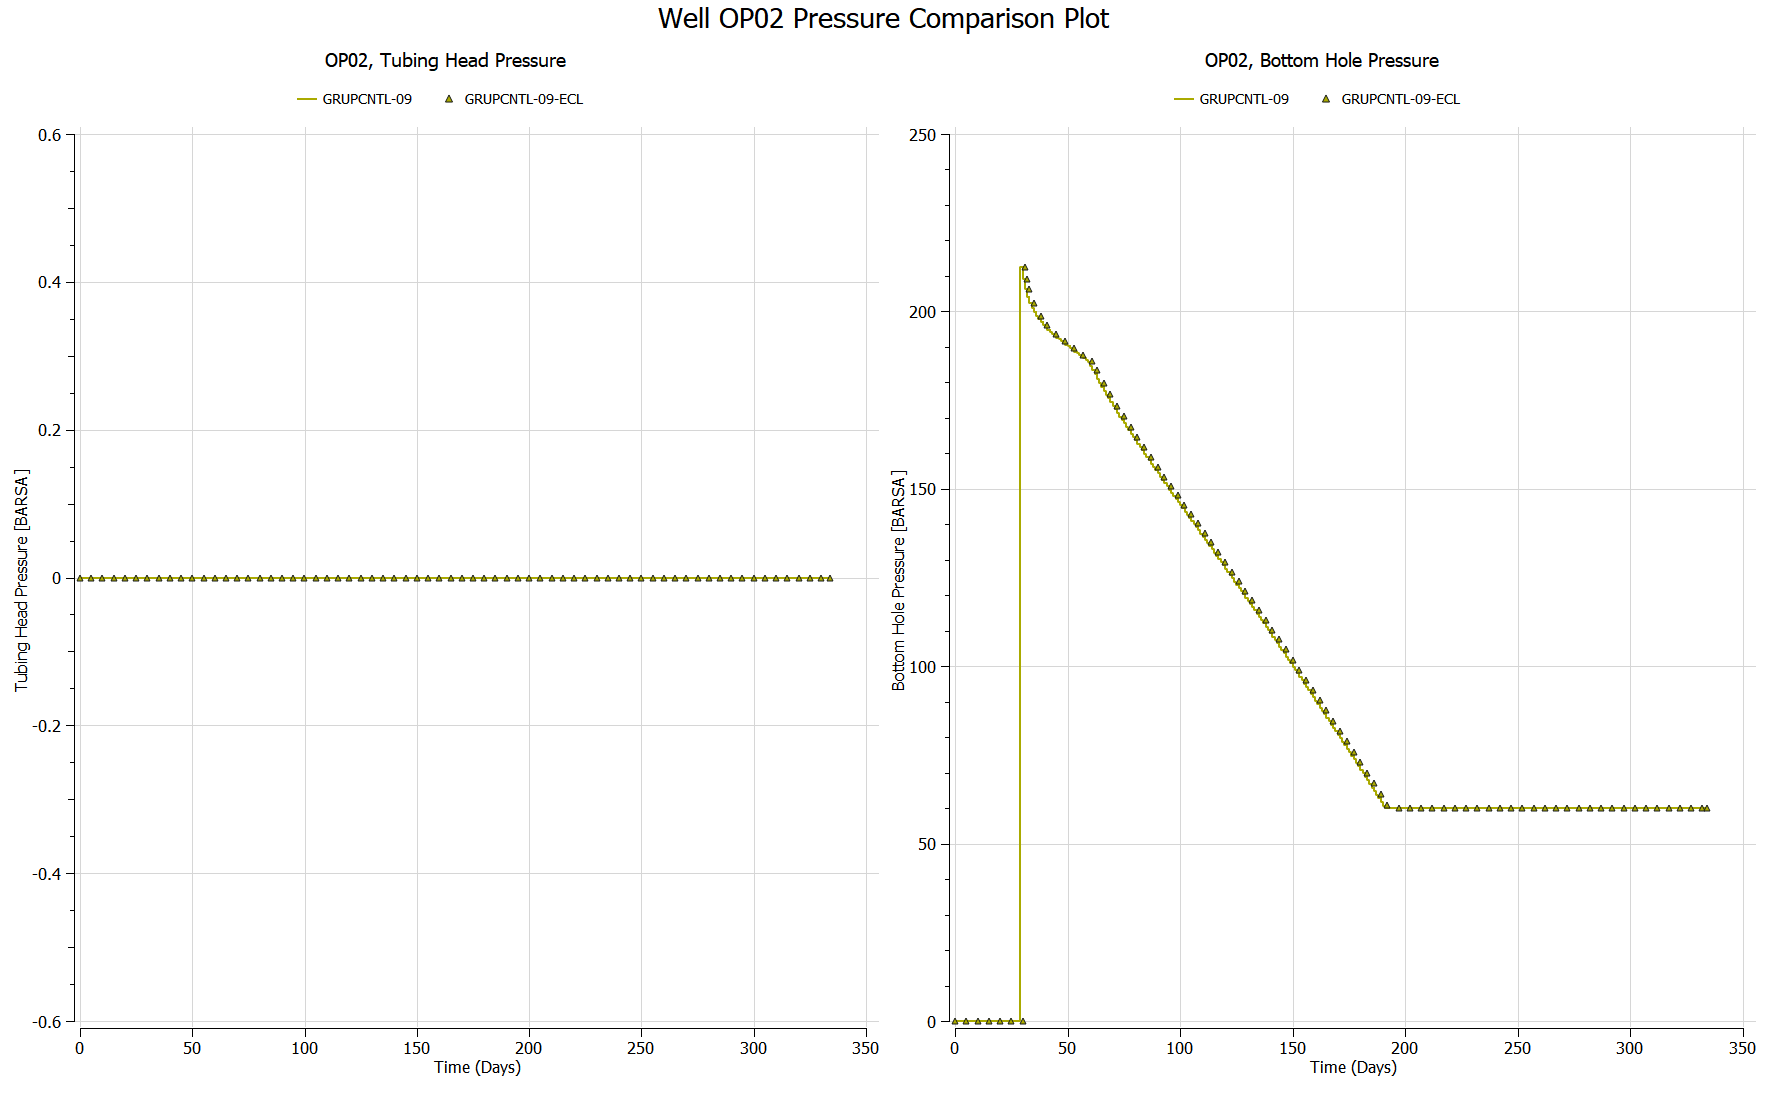 Well OP02 Pressure Comparison Plot
OP02, Tubing Head Pressure
GRUPCNTL-09
GRUPCNTL-09-ECL
Tubing Head Pressure [BARSA]
0.6
0.4
0.2
0
-0.2
-0.4
-0.6
0 50 100 150 200 250 300 350
Time (Days)
OP02, Bottom Hole Pressure
GRUPCNTL-09
GRUPCNTL-09-ECL
Bottom Hole Pressure [BARSA]
250
200
150
100
50
0
0 50 100 150 200 250 300 350
Time (Days)